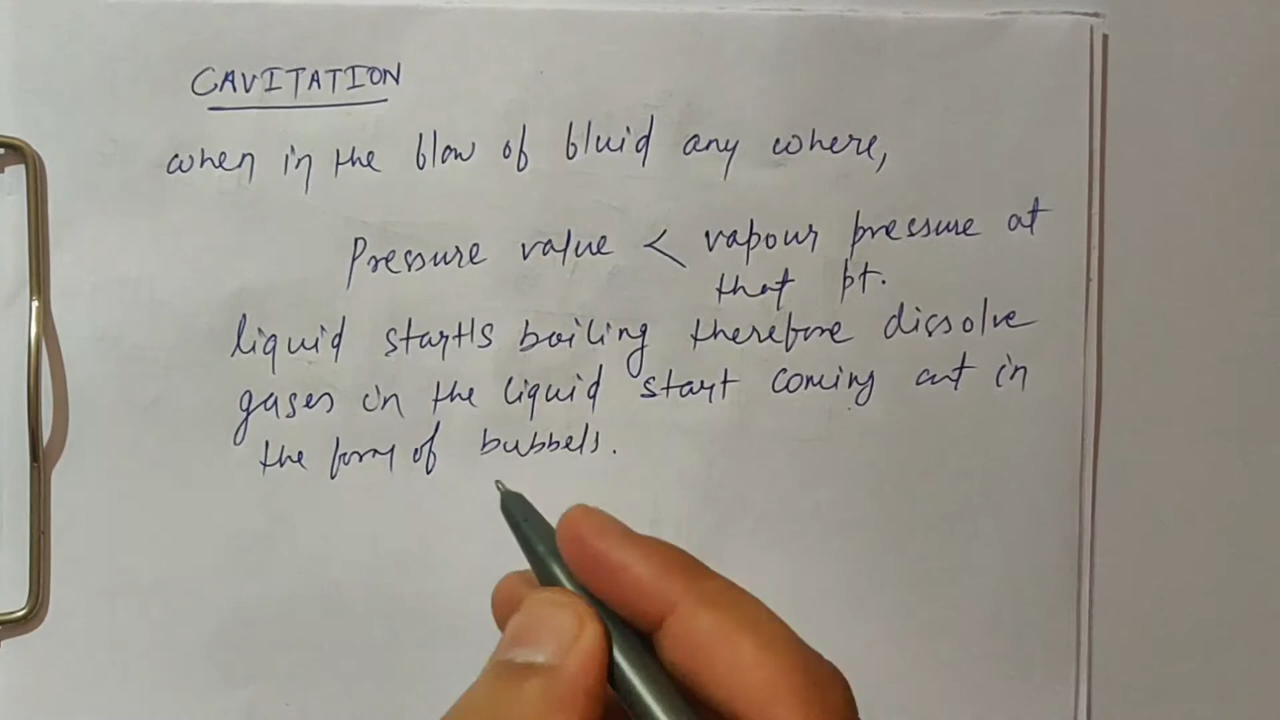 CAVITATION
when in the flow of fluid any where,
Pressure value < vapour pressure at
that pt.
liquid starts boiling therefore dissolve
gases in the liquid start coming out in
the form of bubbels.